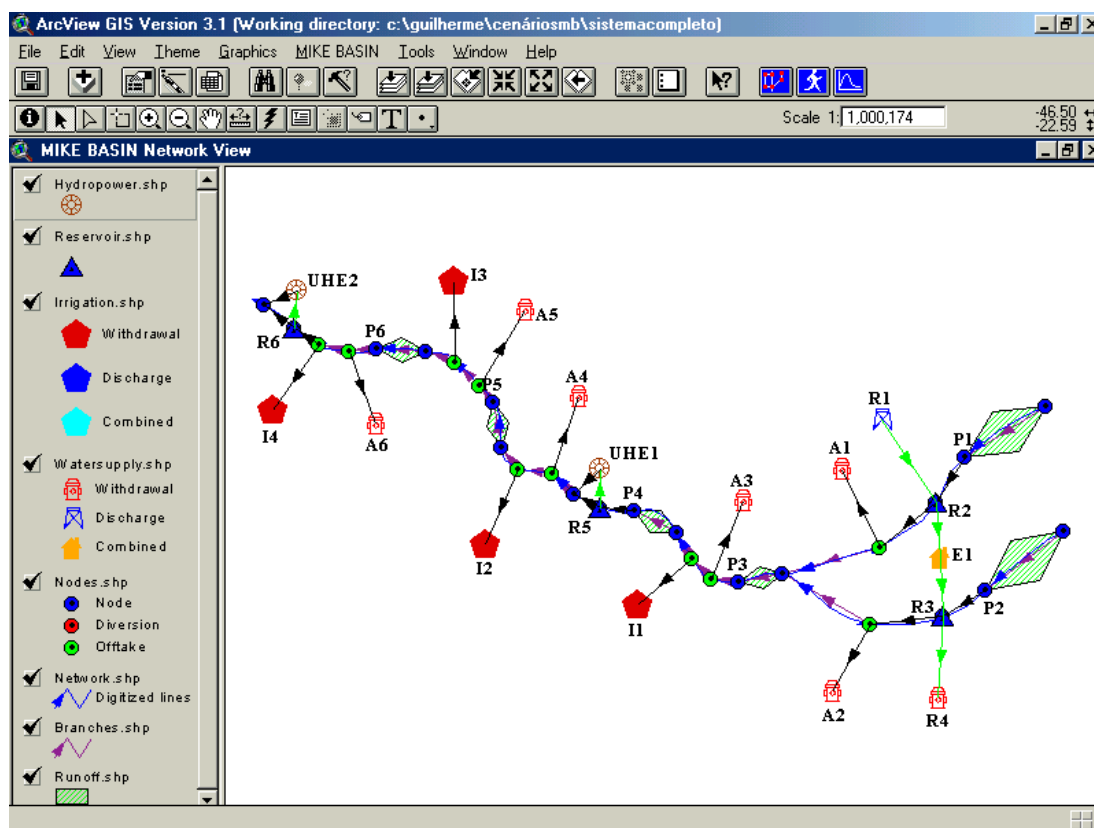 ArcView GIS Version 3.1 (Working directory: c:\guilherme\cenáriosmb\sistemacompleto)
File Edit View Theme Graphics MIKE BASIN Tools Window Help
Scale 1: 1,000,174
-46.50
-22.59
MIKE BASIN Network View
Hydropower.shp
Reservoir.shp
Irrigation.shp
Withdrawal
Discharge
Combined
Watersupply.shp
Withdrawal
Discharge
Combined
Nodes.shp
Node
Diversion
Offtake
Network.shp
Digitized lines
Branches.shp
Runoff.shp
UHE2
I3
A5
R6
P6
I4
A6
P5
A4
R1
P1
A1
UHE1
A3
P4
R2
R5
I2
E1
P3
R3
P2
I1
A2
R4